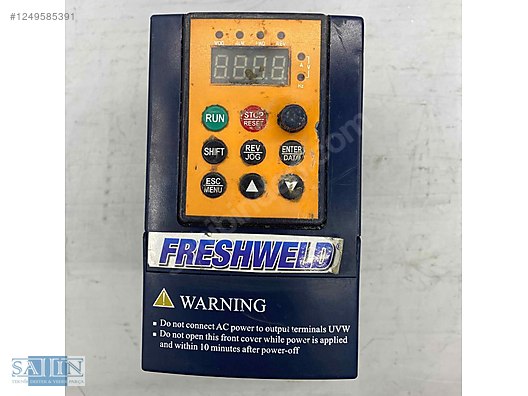 #1249585391
RUN
STOP
RESET
SHIFT
REV
JOG
ENTER
DATA
ESC
MENU
FRESHWELD
WARNING
▪ Do not connect AC power to output terminals UVW
▪ Do not open this front cover while power is applied
and within 10 minutes after power-off
SATIN